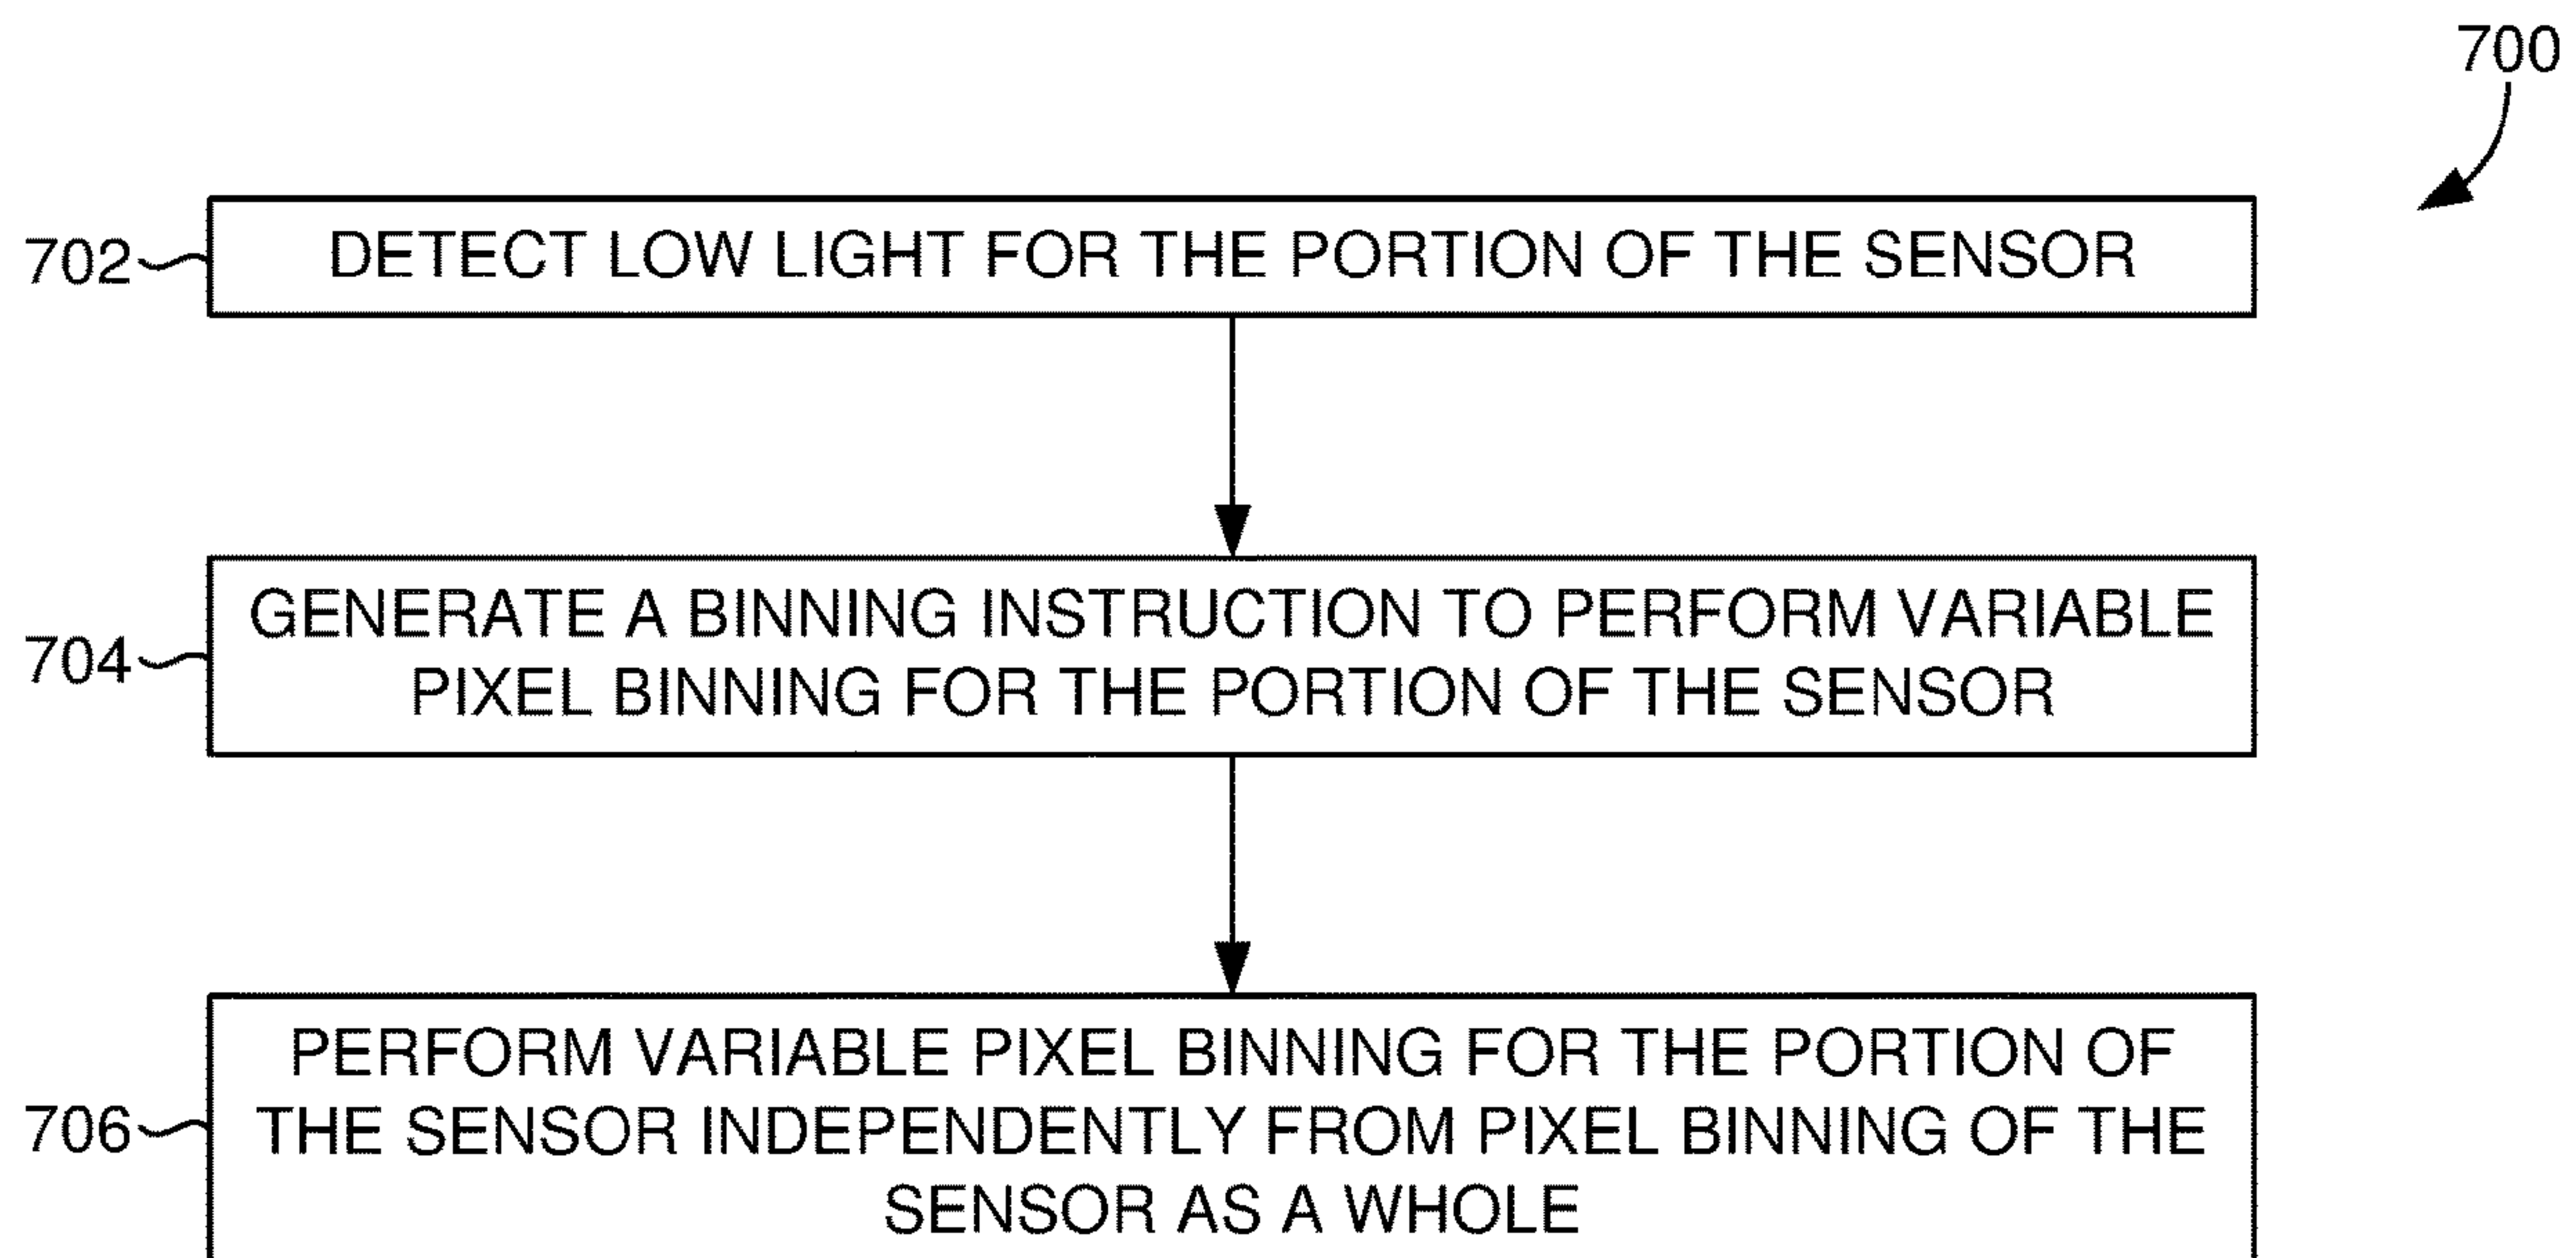 700
702
DETECT LOW LIGHT FOR THE PORTION OF THE SENSOR
704
GENERATE A BINNING INSTRUCTION TO PERFORM VARIABLE
PIXEL BINNING FOR THE PORTION OF THE SENSOR
706
PERFORM VARIABLE PIXEL BINNING FOR THE PORTION OF
THE SENSOR INDEPENDENTLY FROM PIXEL BINNING OF THE
SENSOR AS A WHOLE